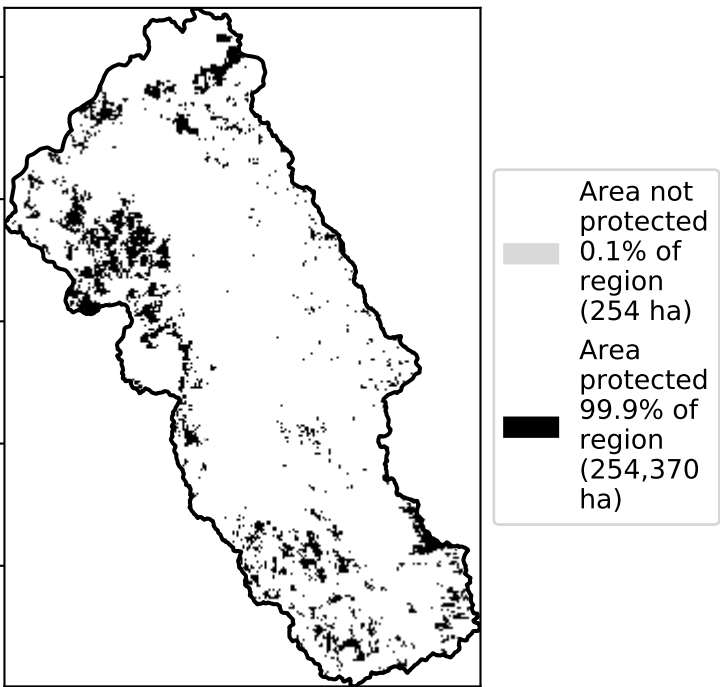 Area not
protected
0.1% of
region
(254 ha)
Area
protected
99.9% of
region
(254,370
ha)